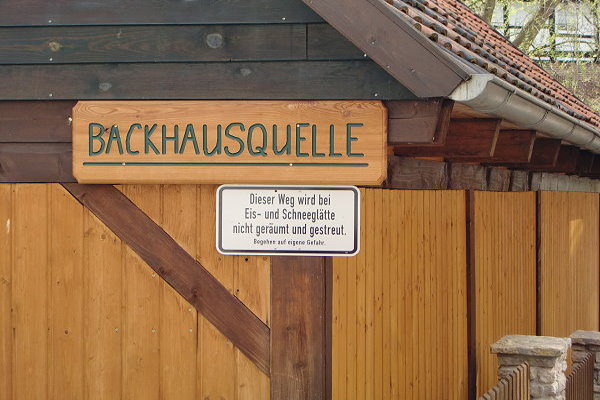 BACKHAUSQUELLE
Dieser Weg wird bei
Eis- und Schneeglätte
nicht geräumt und gestreut.
Begehen auf eigene Gefahr.